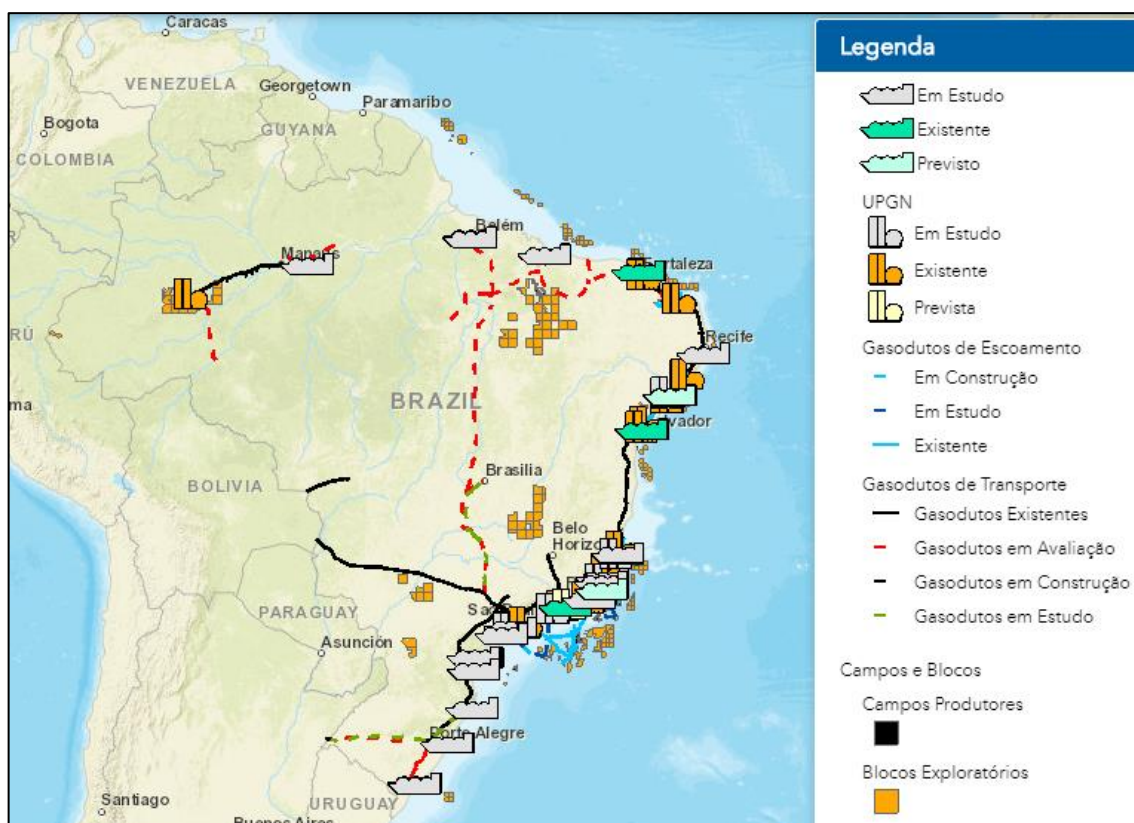 Caracas
VENEZUELA
Georgetown
Paramaribo
Bogota
GUYANA
COLOMBIA
Belém
Manaus
Fortaleza
Recife
BRAZIL
Brasilia
BOLIVIA
Belo
PARAGUAY
Asunción
Porto Alegre
URUGUAY
Santiago
Legenda
Em Estudo
Existente
Previsto
UPGN
Em Estudo
Existente
Prevista
Gasodutos de Escoamento
Em Construção
Em Estudo
Existente
Gasodutos de Transporte
Gasodutos Existentes
Gasodutos em Avaliação
Gasodutos em Construção
Gasodutos em Estudo
Campos e Blocos
Campos Produtores
Blocos Exploratórios